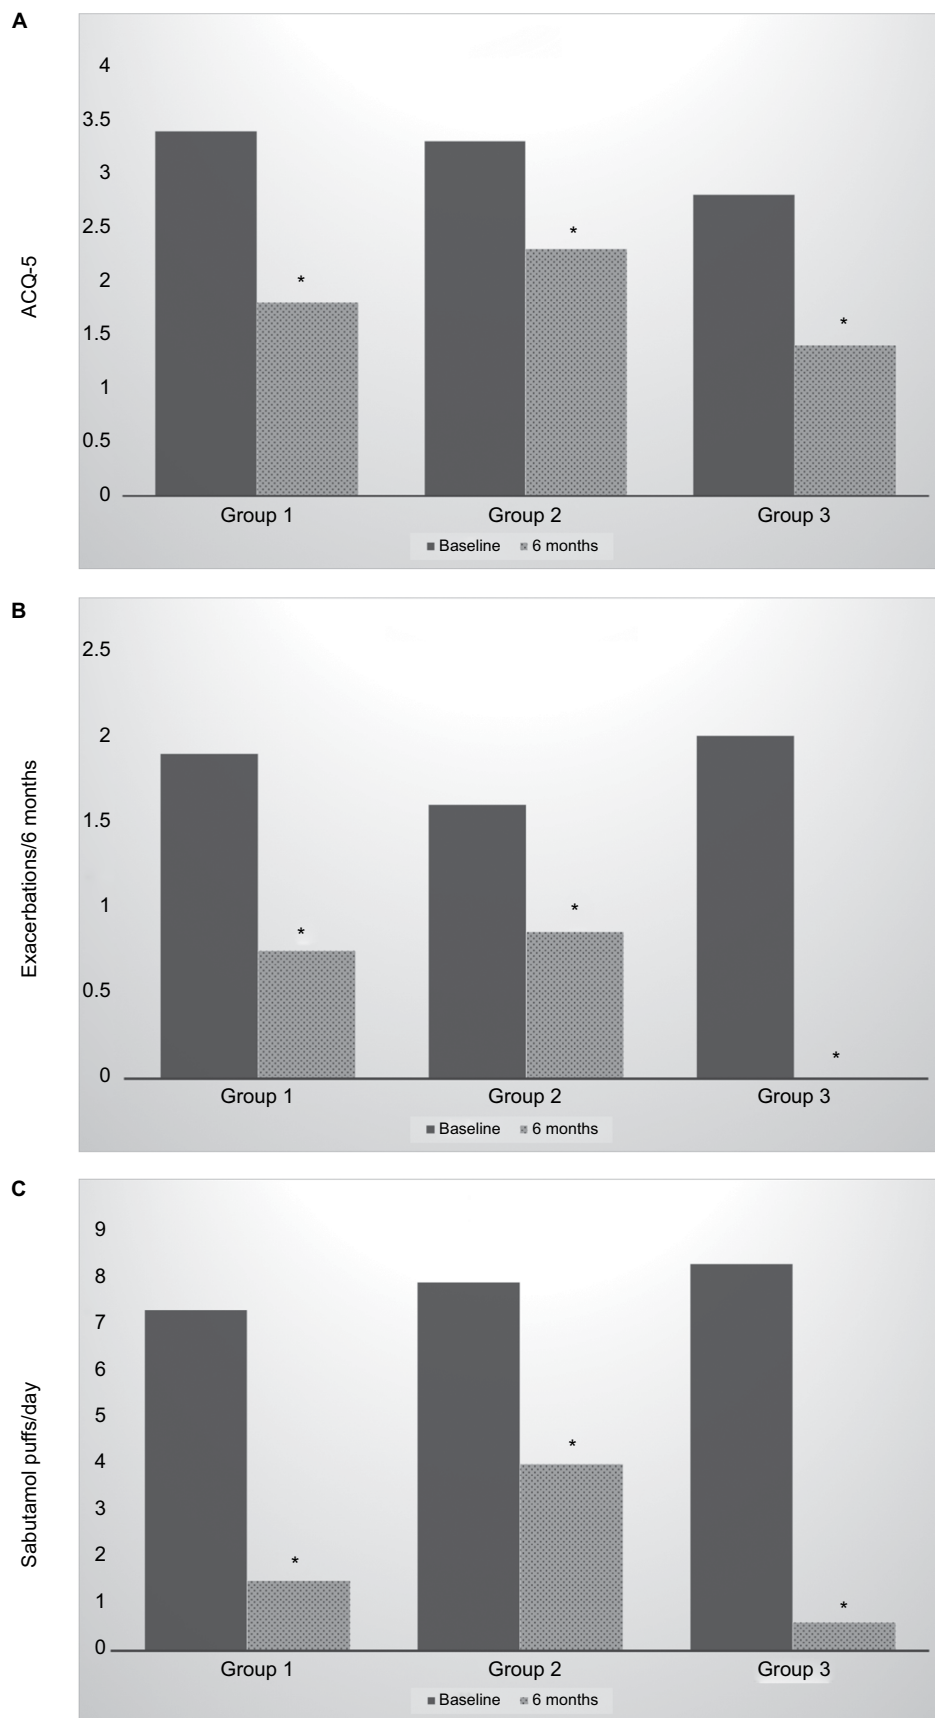 A
4
3.5
3
2.5
2
1.5
1
0.5
0
ACQ-5
*
*
*
Group 1 Group 2 Group 3
Baseline 6 months
B
2.5
2
1.5
1
0.5
0
Exacerbations/6 months
*
*
*
Group 1 Group 2 Group 3
Baseline 6 months
C
9
8
7
6
5
4
3
2
1
0
Sabutamol puffs/day
*
*
*
Group 1 Group 2 Group 3
Baseline 6 months